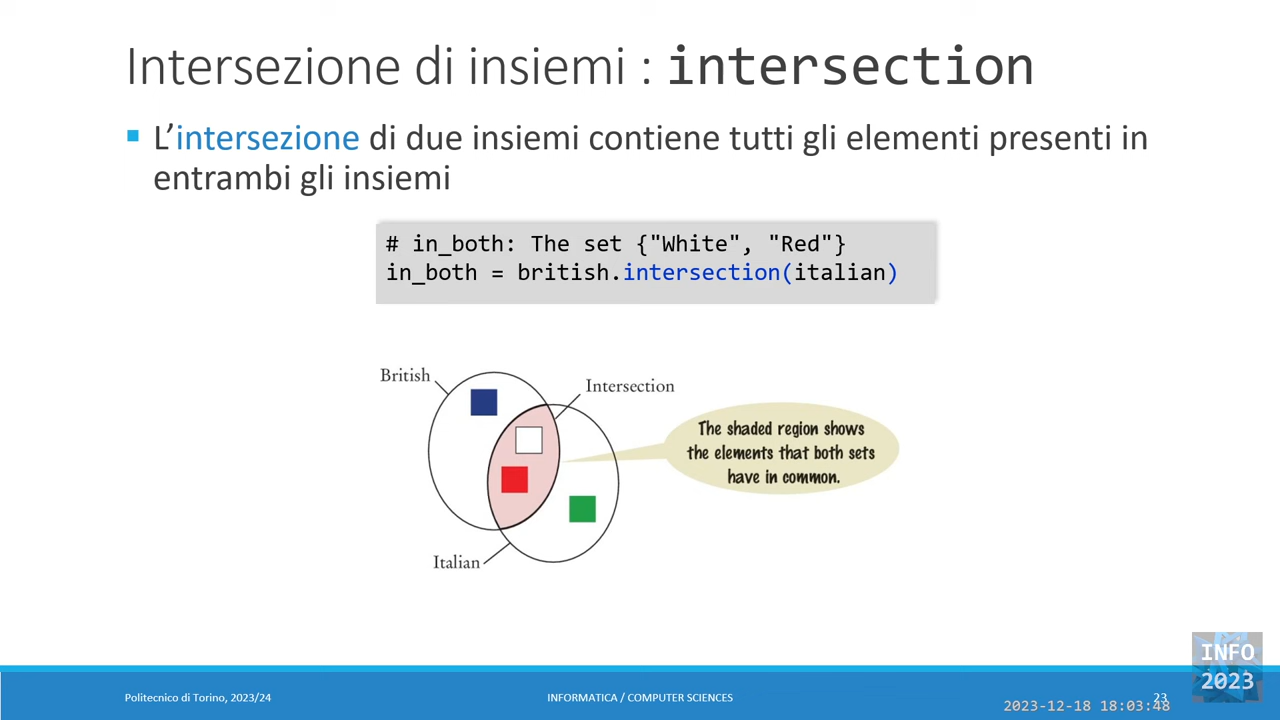 Intersezione di insiemi : intersection
L’intersezione di due insiemi contiene tutti gli elementi presenti in
entrambi gli insiemi
# in_both: The set {"White", "Red"}
in_both = british.intersection(italian)
British
Intersection
The shaded region shows
the elements that both sets
have in common.
Italian
INFO
2023
Politecnico di Torino, 2023/24
INFORMATICA / COMPUTER SCIENCES
23
2023-12-18 18:03:48